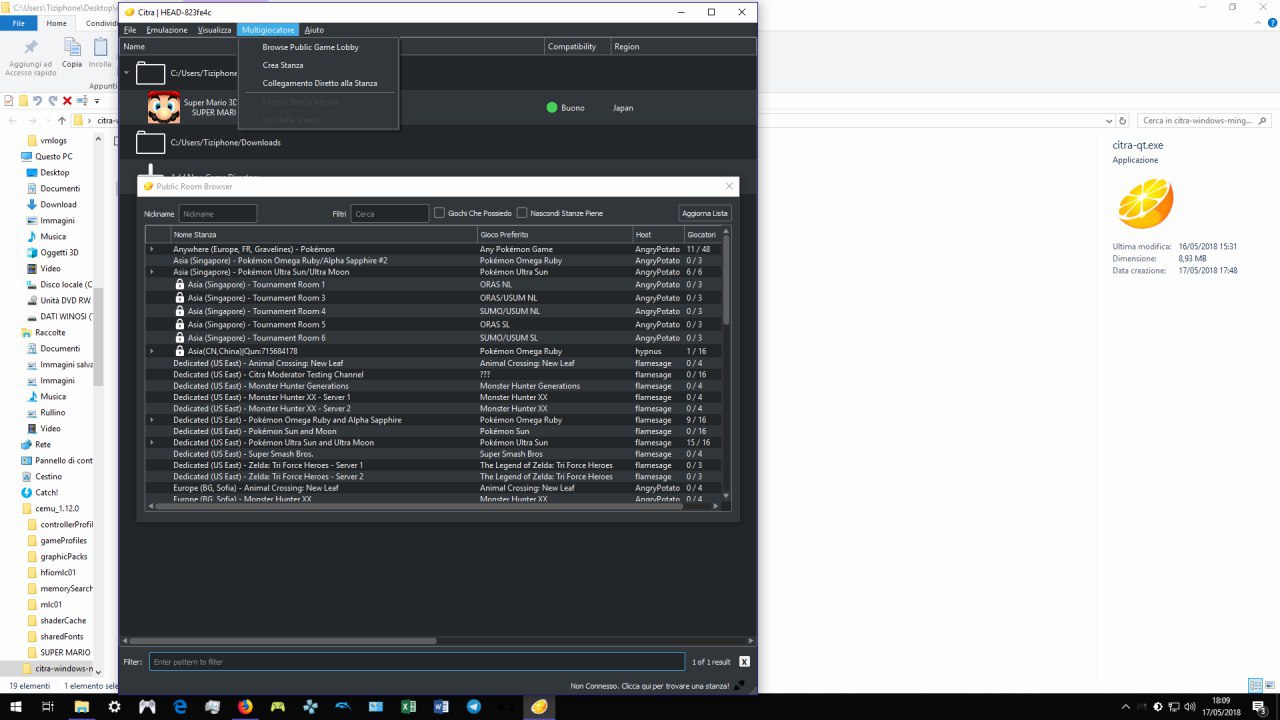 C:\Users\Tiziphone\Desktop\
Citra | HEAD-823fe4c
File
Home
Condividi
File Emulazione Visualizza Multigiocatore Aiuto
Name
Compatibility
Region
Browse Public Game Lobby
Crea Stanza
Collegamento Diretto alla Stanza
Mostra Stanza Attuale
Esci dalla Stanza
Aggiungi ad
Accesso rapido
Copia
Incolla
Appunti
C:/Users/Tiziphone
Super Mario 3D
SUPER MARI
Buono
Japan
C:/Users/Tiziphone/Downloads
citra-w
Cerca in citra-windows-ming...
citra-qt.exe
Applicazione
Ultima modifica: 16/05/2018 15:31
Dimensione: 8,93 MB
Data creazione: 17/05/2018 17:48
vmlogs
Questo PC
Desktop
Documenti
Download
Immagini
Musica
Oggetti 3D
Video
Disco locale (C
Unità DVD RW
DATI WINOSI (
Raccolte
Documenti
Immagini salva
Immagini
Musica
Rullino
Video
Rete
Pannello di cont
Cestino
Catch!
cemu_1.12.0
controllerProfil
gameProfiles
graphicPacks
hfiomlc01
memorySearch
mlc01
shaderCache
sharedFonts
SUPER MARIO
citra-windows-m
Public Room Browser
Nickname Nickname Filtri Cerca Giochi Che Possiedo Nascondi Stanze Piene Aggiorna Lista
Nome Stanza Gioco Preferito Host Giocatori
Anywhere (Europe, FR, Gravelines) - Pokémon Any Pokémon Game AngryPotato 11 / 48
Asia (Singapore) - Pokémon Omega Ruby/Alpha Sapphire #2 Pokémon Omega Ruby AngryPotato 0 / 3
Asia (Singapore) - Pokémon Ultra Sun/Ultra Moon Pokémon Ultra Sun AngryPotato 6 / 6
Asia (Singapore) - Tournament Room 1 ORAS NL AngryPotato 0 / 3
Asia (Singapore) - Tournament Room 3 ORAS/USUM NL AngryPotato 0 / 3
Asia (Singapore) - Tournament Room 4 SUMO/USUM NL AngryPotato 0 / 3
Asia (Singapore) - Tournament Room 5 ORAS SL AngryPotato 0 / 3
Asia (Singapore) - Tournament Room 6 SUMO/USUM SL AngryPotato 0 / 3
Asia(CN,China)|Qun:715684178 Pokémon Omega Ruby hypnus 1 / 16
Dedicated (US East) - Animal Crossing: New Leaf Animal Crossing: New Leaf flamesage 0 / 4
Dedicated (US East) - Citra Moderator Testing Channel ??? flamesage 0 / 16
Dedicated (US East) - Monster Hunter Generations Monster Hunter Generations flamesage 0 / 4
Dedicated (US East) - Monster Hunter XX - Server 1 Monster Hunter XX flamesage 0 / 4
Dedicated (US East) - Monster Hunter XX - Server 2 Monster Hunter XX flamesage 0 / 4
Dedicated (US East) - Pokémon Omega Ruby and Alpha Sapphire Pokémon Omega Ruby flamesage 9 / 16
Dedicated (US East) - Pokémon Sun and Moon Pokémon Sun flamesage 0 / 16
Dedicated (US East) - Pokémon Ultra Sun and Ultra Moon Pokémon Ultra Sun flamesage 15 / 16
Dedicated (US East) - Super Smash Bros. Super Smash Bros flamesage 0 / 4
Dedicated (US East) - Zelda: Tri Force Heroes - Server 1 The Legend of Zelda: Tri Force Heroes flamesage 0 / 3
Dedicated (US East) - Zelda: Tri Force Heroes - Server 2 The Legend of Zelda: Tri Force Heroes flamesage 0 / 3
Europe (BG, Sofia) - Animal Crossing: New Leaf Animal Crossing: New Leaf AngryPotato 0 / 4
Europe (BG, Sofia) - Monster Hunter XX Monster Hunter XX AngryPotato 0 / 4
Filter: Enter pattern to filter 1 of 1 result X
Non Connesso. Clicca qui per trovare una stanza!
19 elementi 1 elemento sele
18:09
17/05/2018